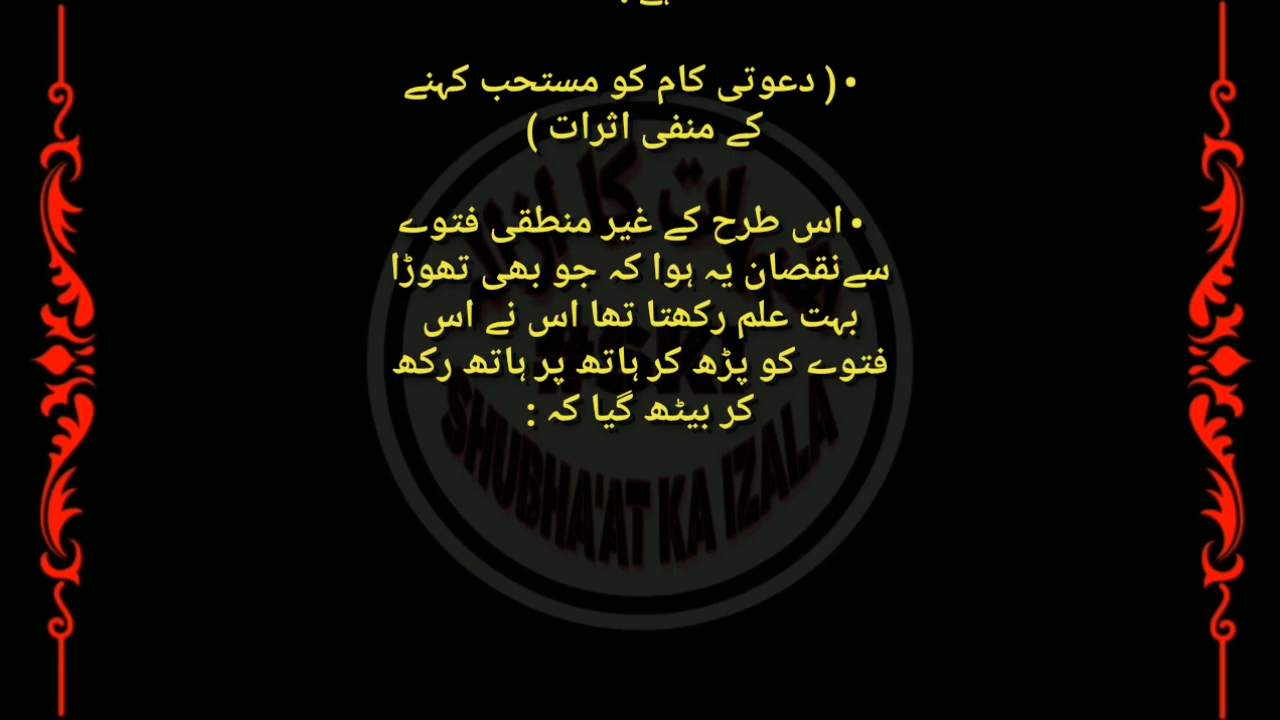 ہے .
• ( دعوتی کام کو مستحب کہنے
کے منفی اثرات )
• اس طرح کے غیر منطقی فتوے
سےنقصان یہ ہوا کہ جو بھی تھوڑا
بہت علم رکھتا تھا اس نے اس
فتوے کو پڑھ کر ہاتھ پر ہاتھ رکھ
کر بیٹھ گیا کہ :
SHUBHA'AT KA IZALA